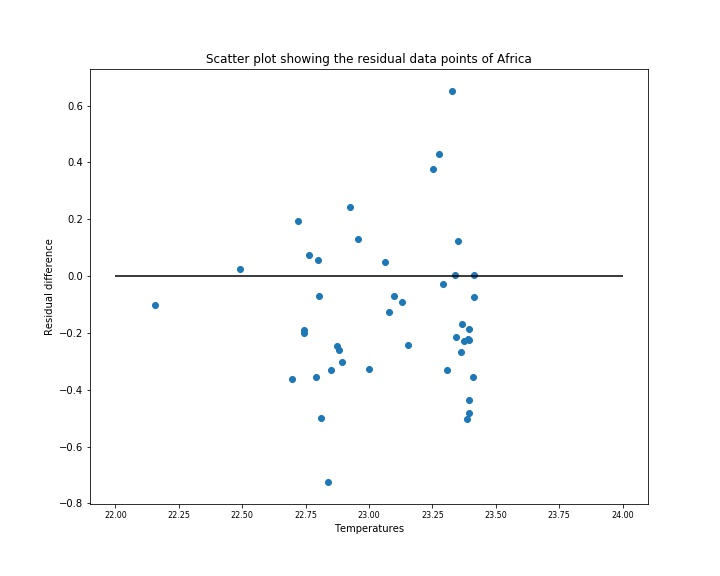 Scatter plot showing the residual data points of Africa
Residual difference
0.6
0.4
0.2
0.0
−0.2
−0.4
−0.6
−0.8
22.00 22.25 22.50 22.75 23.00 23.25 23.50 23.75 24.00
Temperatures